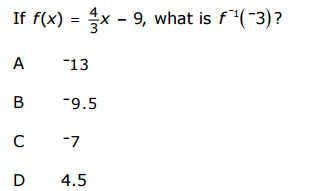 If f(x) = 4/3x – 9, what is f⁻¹(⁻3)?
A ⁻13
B ⁻9.5
C ⁻7
D 4.5